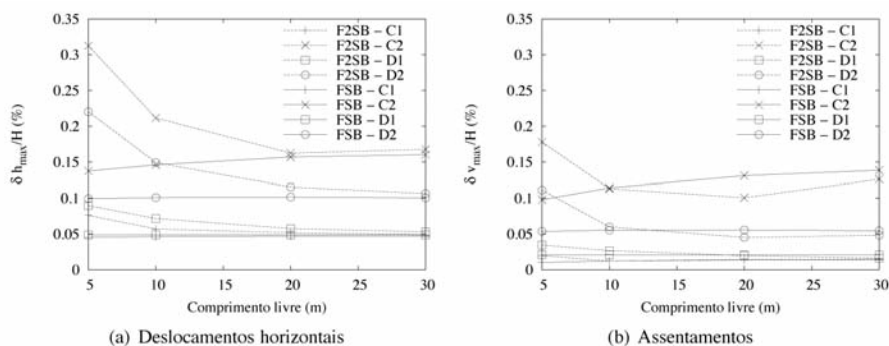 0.35
0.3
0.25
0.2
0.15
0.1
0.05
0
δ h_max/H (%)
F2SB – C1
F2SB – C2
F2SB – D1
F2SB – D2
FSB – C1
FSB – C2
FSB – D1
FSB – D2
5 10 20 30
Comprimento livre (m)
(a) Deslocamentos horizontais
0.35
0.3
0.25
0.2
0.15
0.1
0.05
0
δ v_max/H (%)
F2SB – C1
F2SB – C2
F2SB – D1
F2SB – D2
FSB – C1
FSB – C2
FSB – D1
FSB – D2
5 10 20 30
Comprimento livre (m)
(b) Assentamentos